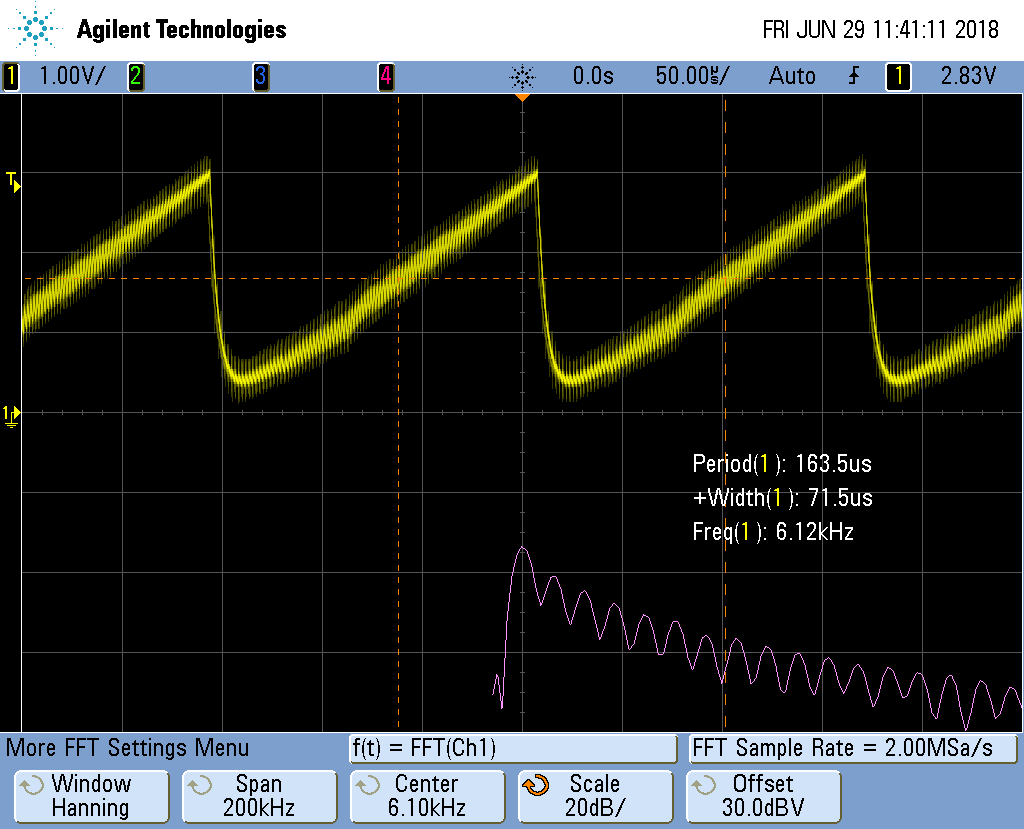 Agilent Technologies
FRI JUN 29 11:41:11 2018
1 1.00V/ 2 3 4 0.0s 50.00us/ Auto 1 2.83V
T
1
Period(1): 163.5us
+Width(1): 71.5us
Freq(1): 6.12kHz
More FFT Settings Menu
f(t) = FFT(Ch1)
FFT Sample Rate = 2.00MSa/s
Window
Hanning
Span
200kHz
Center
6.10kHz
Scale
20dB/
Offset
30.0dBV